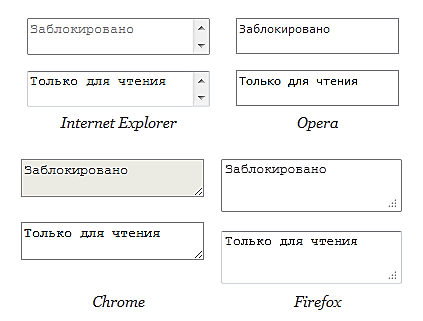 Заблокировано
Заблокировано
Только для чтения
Только для чтения
Internet Explorer
Opera
Заблокировано
Заблокировано
Только для чтения
Только для чтения
Chrome
Firefox